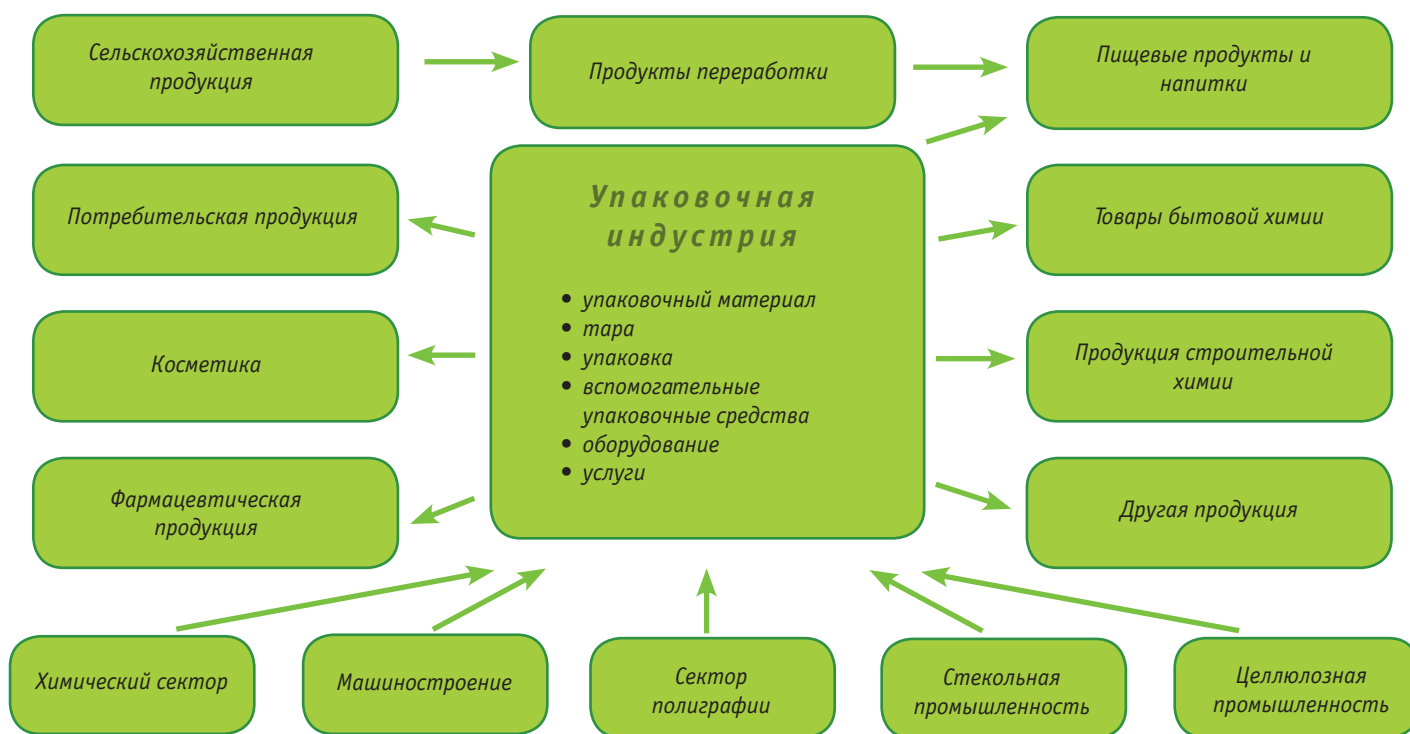 Сельскохозяйственная
продукция
Продукты переработки
Пищевые продукты и
напитки
Потребительская продукция
Упаковочная
индустрия
• упаковочный материал
• тара
• упаковка
• вспомогательные
упаковочные средства
• оборудование
• услуги
Товары бытовой химии
Косметика
Продукция строительной
химии
Фармацевтическая
продукция
Другая продукция
Химический сектор
Машиностроение
Сектор
полиграфии
Стекольная
промышленность
Целлюлозная
промышленность